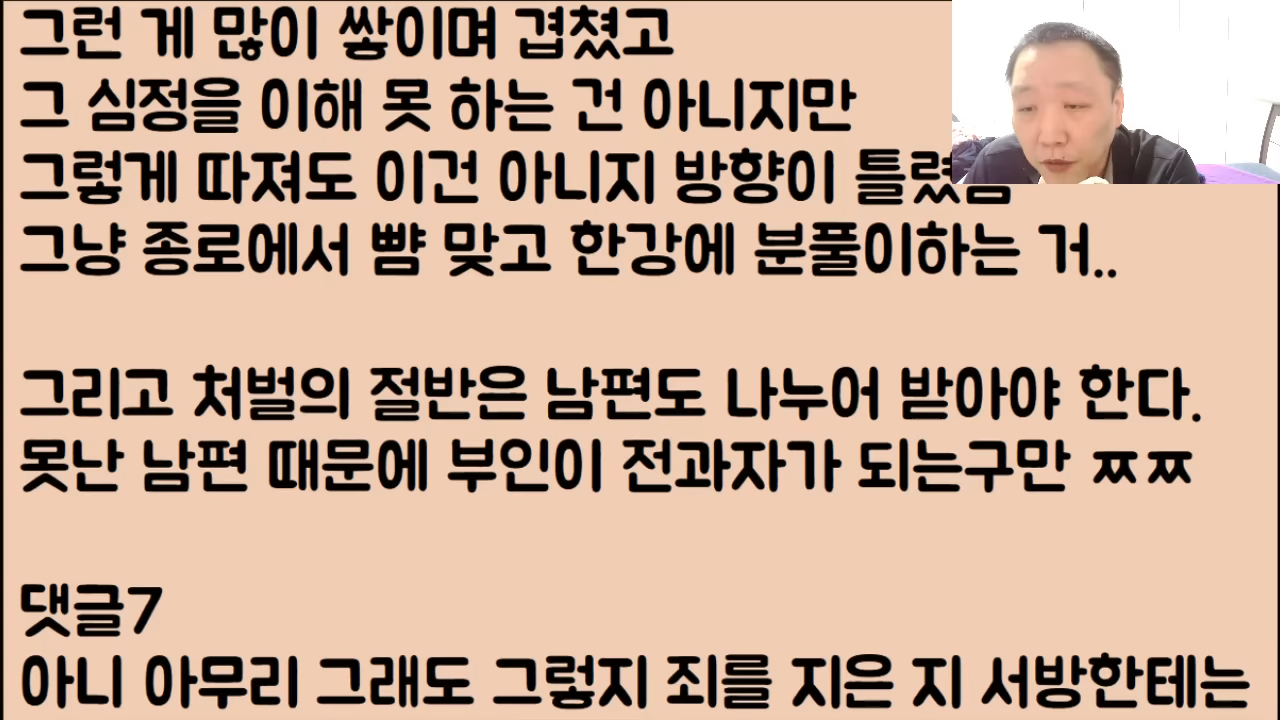 그런 게 많이 쌓이며 겹쳤고
그 심정을 이해 못 하는 건 아니지만
그렇게 따져도 이건 아니지 방향이 틀렸음
그냥 종로에서 뺨 맞고 한강에 분풀이하는 거..
그리고 처벌의 절반은 남편도 나누어 받아야 한다.
못난 남편 때문에 부인이 전과자가 되는구만 ㅉㅉ
댓글7
아니 아무리 그래도 그렇지 죄를 지은 지 서방한테는